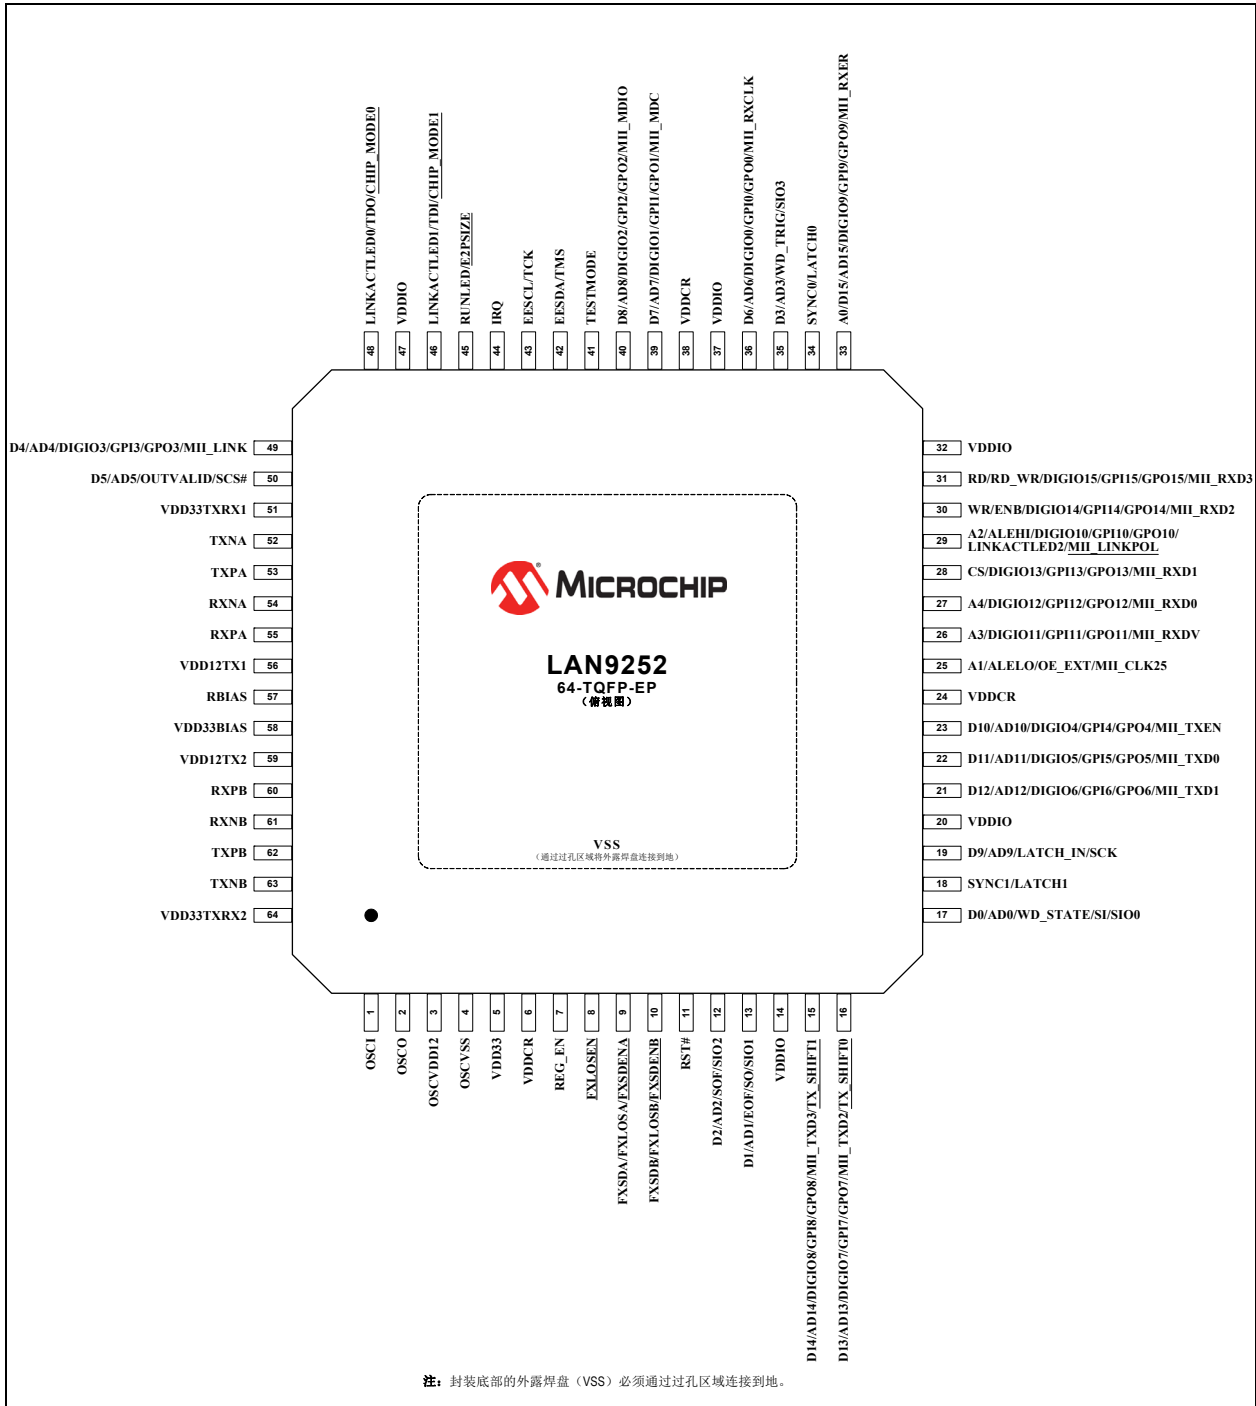 LINKACTLED0/TDO/CHIP_MODE0
VDDIO
LINKACTLED1/TDI/CHIP_MODE1
RUNLED/E2PSIZE
IRQ
EESCL/TCK
EESDA/TMS
TESTMODE
D8/AD8/DIGIO2/GPI2/GPO2/MII_MDIO
D7/AD7/DIGIO1/GPI1/GPO1/MII_MDC
VDDCR
VDDIO
D6/AD6/DIGIO0/GPI0/GPO0/MII_RXCLK
D3/AD3/WD_TRIG/SIO3
SYNC0/LATCH0
A0/D15/AD15/DIGIO9/GPI9/GPO9/MII_RXER
48
47
46
45
44
43
42
41
40
39
38
37
36
35
34
33
D4/AD4/DIGIO3/GPI3/GPO3/MII_LINK 49
D5/AD5/OUTVALID/SCS# 50
VDD33TXRX1 51
TXNA 52
TXPA 53
RXNA 54
RXPA 55
VDD12TX1 56
RBIAS 57
VDD33BIAS 58
VDD12TX2 59
RXPB 60
RXNB 61
TXPB 62
TXNB 63
VDD33TXRX2 64
MICROCHIP
®
LAN9252
64-TQFP-EP
（俯视图）
VSS
（通过过孔区域将外露焊盘连接到地）
32 VDDIO
31 RD/RD_WR/DIGIO15/GPI15/GPO15/MII_RXD3
30 WR/ENB/DIGIO14/GPI14/GPO14/MII_RXD2
29 A2/ALEHI/DIGIO10/GPI10/GPO10/
LINKACTLED2/MII_LINKPOL
28 CS/DIGIO13/GPI13/GPO13/MII_RXD1
27 A4/DIGIO12/GPI12/GPO12/MII_RXD0
26 A3/DIGIO11/GPI11/GPO11/MII_RXDV
25 A1/ALELO/OE_EXT/MII_CLK25
24 VDDCR
23 D10/AD10/DIGIO4/GPI4/GPO4/MII_TXEN
22 D11/AD11/DIGIO5/GPI5/GPO5/MII_TXD0
21 D12/AD12/DIGIO6/GPI6/GPO6/MII_TXD1
20 VDDIO
19 D9/AD9/LATCH_IN/SCK
18 SYNC1/LATCH1
17 D0/AD0/WD_STATE/SI/SIO0
1
2
3
4
5
6
7
8
9
10
11
12
13
14
15
16
OSCI
OSCO
OSCVDD12
OSCVSS
VDD33
VDDCR
REG_EN
FXLOSEN
FXSDA/FXLOSA/FXSDENA
FXSDB/FXLOSB/FXSDENB
RST#
D2/AD2/SOF/SIO2
D1/AD1/EOF/SO/SIO1
VDDIO
D14/AD14/DIGIO8/GPI8/GPO8/MII_TXD3/TX_SHIFT1
D13/AD13/DIGIO7/GPI7/GPO7/MII_TXD2/TX_SHIFT0
注：封装底部的外露焊盘（VSS）必须通过过孔区域连接到地。